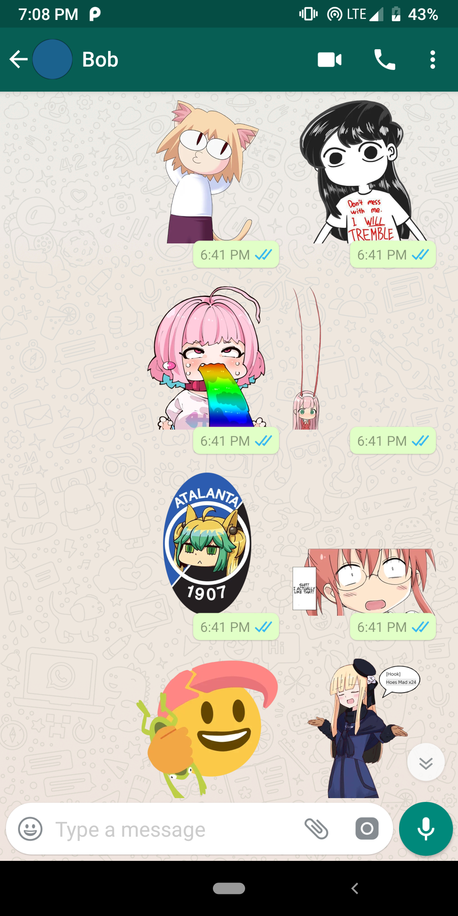 7:08 PM
LTE
43%
Bob
Don't mess
with me.
I WILL
TREMBLE
6:41 PM
6:41 PM
6:41 PM
6:41 PM
ATALANTA
1907
6:41 PM
6:41 PM
[Hook]
Hoes Mad x24
Type a message